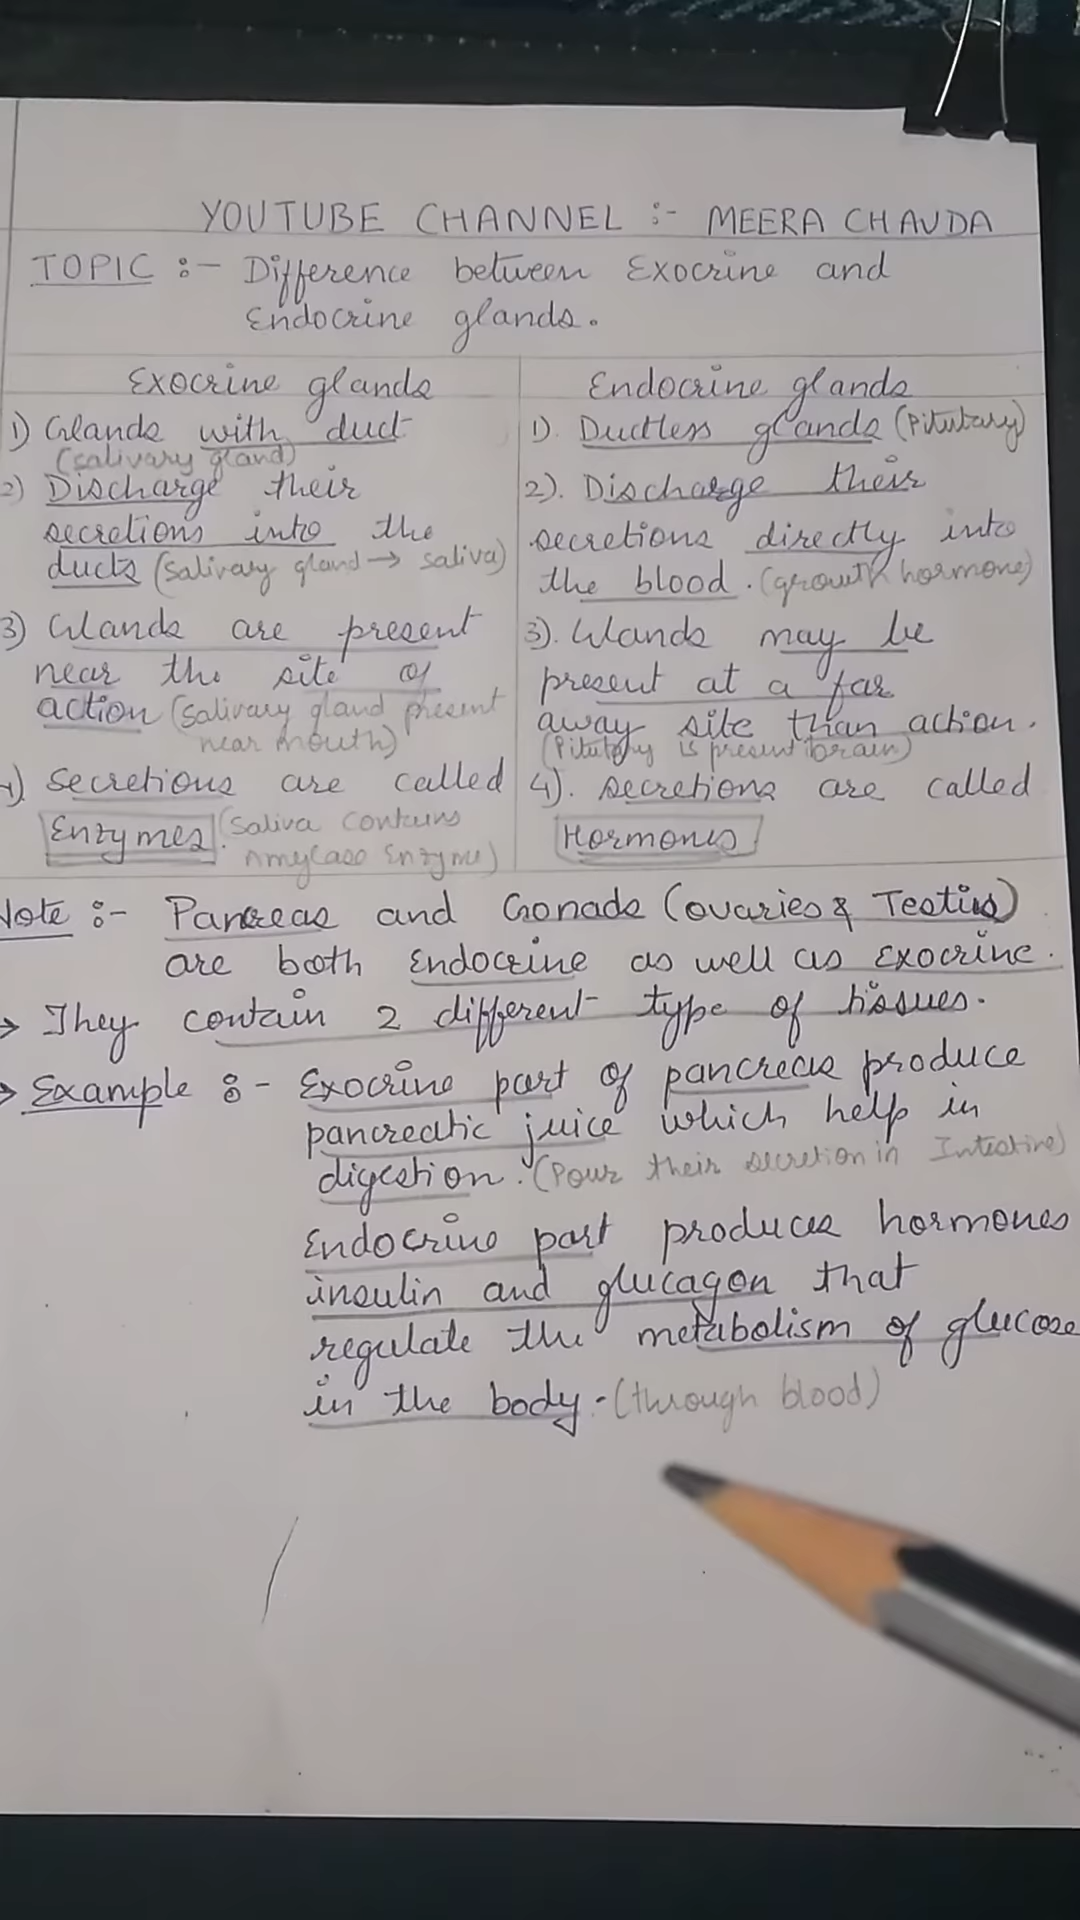 YOUTUBE CHANNEL :- MEERA CHAVDA
TOPIC :- Difference between Exocrine and
Endocrine glands.
Exocrine glands
1) Glands with duct
(salivary gland)
2) Discharge their
secretions into the
ducts (salivary gland → saliva)
3) Glands are present
near the site of
action (salivary gland present
near mouth)
4). Secretions are called
Enzymes. (Saliva contains
Amylase Enzyme)
Endocrine glands
1). Ductless glands (Pitutary)
2). Discharge their
secretions directly into
the blood. (growth hormone)
3). Glands may be
present at a far
away site than action.
(Pitutary is present brain)
4). Secretions are called
Hormones
Note :- Pancreas and Gonads (ovaries & Testis)
are both Endocrine as well as Exocrine.
→ They contain 2 different type of tissues.
→ Example :- Exocrine part of pancreas produce
pancreatic juice which help in
digestion. (Pour their secretion in Intestine)
Endocrine part produces hormones
insulin and glucagon that
regulate the metabolism of glucose
in the body. (through blood)